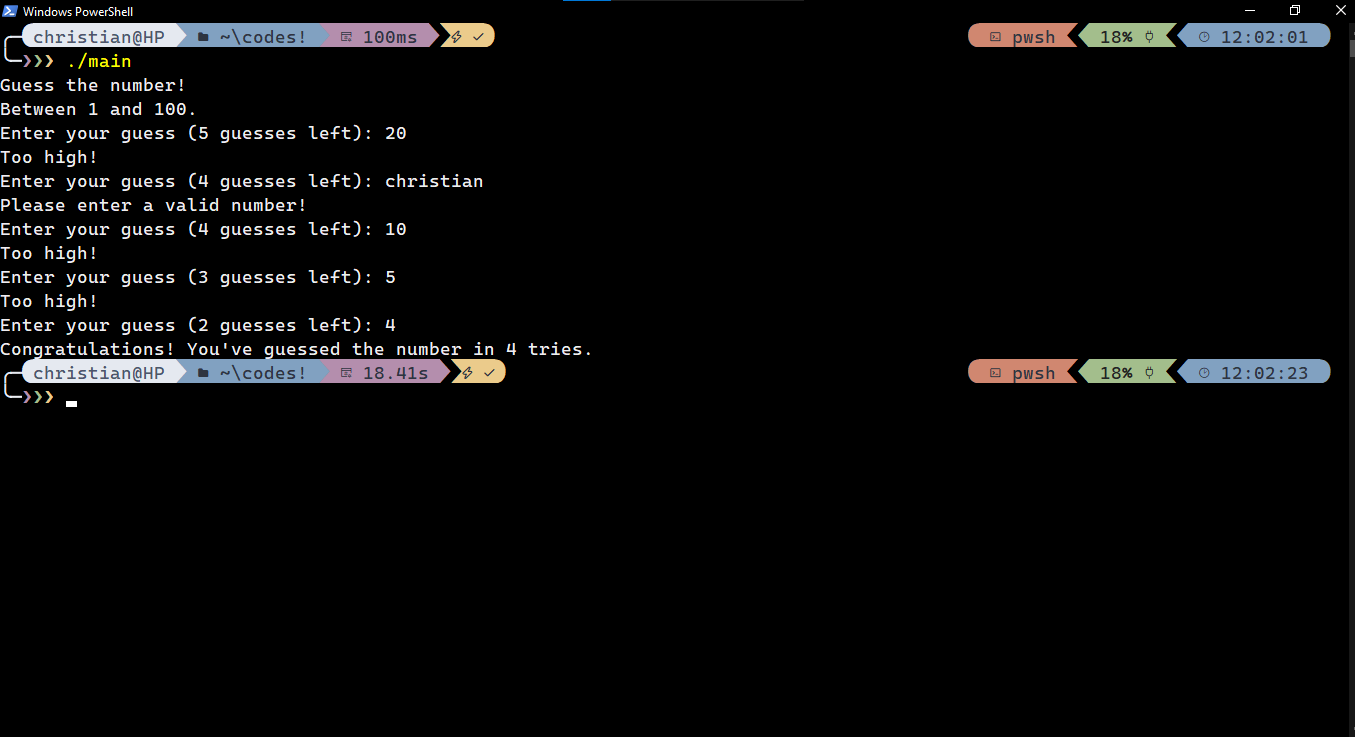 Windows PowerShell
christian@HP ~\codes! 100ms pwsh 18% 12:02:01
❯❯❯ ./main
Guess the number!
Between 1 and 100.
Enter your guess (5 guesses left): 20
Too high!
Enter your guess (4 guesses left): christian
Please enter a valid number!
Enter your guess (4 guesses left): 10
Too high!
Enter your guess (3 guesses left): 5
Too high!
Enter your guess (2 guesses left): 4
Congratulations! You've guessed the number in 4 tries.
christian@HP ~\codes! 18.41s pwsh 18% 12:02:23
❯❯❯